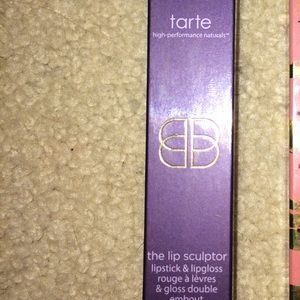 tarte
high-performance naturals™
the lip sculptor
lipstick & lipgloss
rouge à lèvres
& gloss double
embout